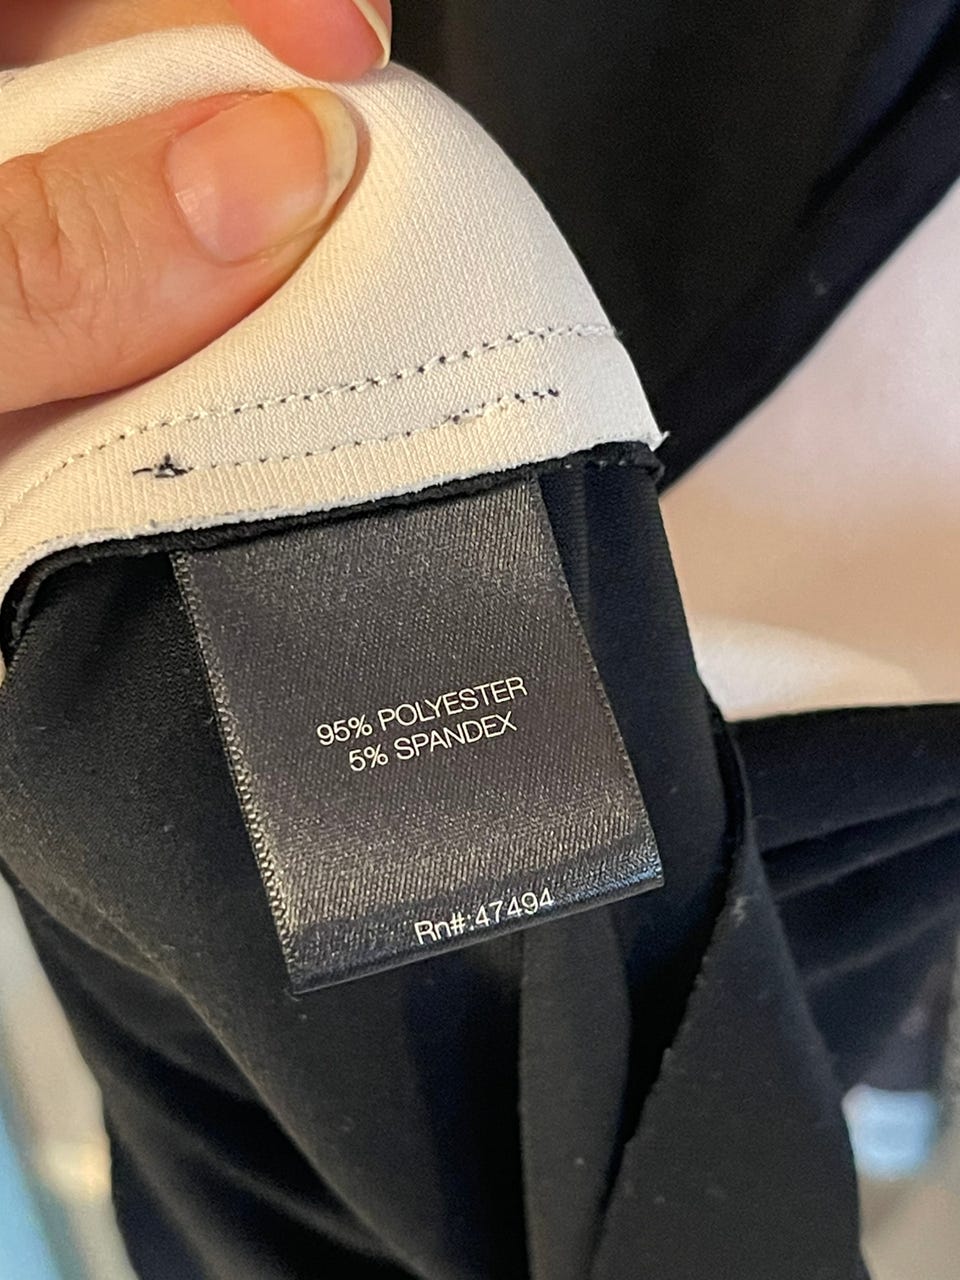 95% POLYESTER
5% SPANDEX
Rn#:47494